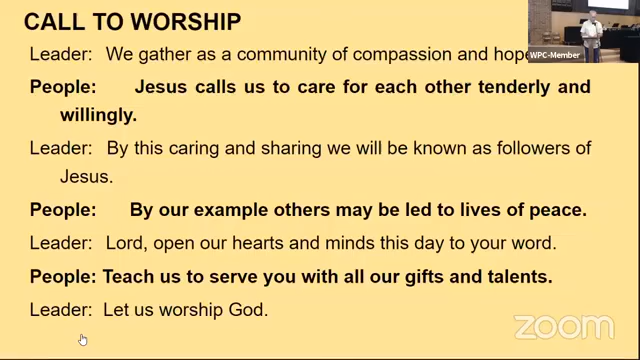 CALL TO WORSHIP
Leader: We gather as a community of compassion and hope
WPC-Member
People: Jesus calls us to care for each other tenderly and
willingly.
Leader: By this caring and sharing we will be known as followers of
Jesus.
People: By our example others may be led to lives of peace.
Leader: Lord, open our hearts and minds this day to your word.
People: Teach us to serve you with all our gifts and talents.
Leader: Let us worship God.
zoom